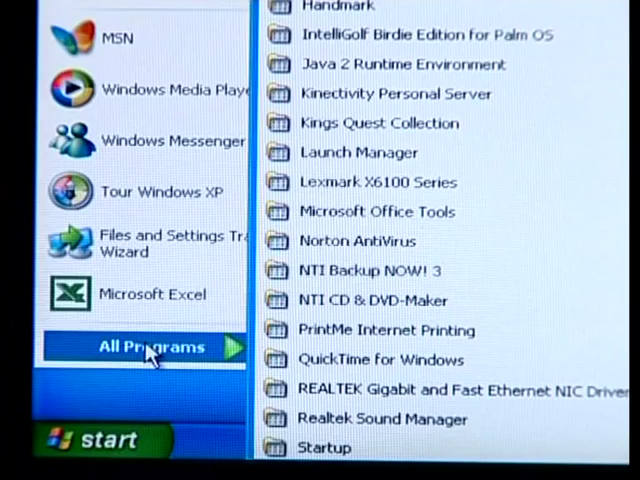 MSN
Windows Media Playe
Windows Messenger
Tour Windows XP
Files and Settings Tra
Wizard
Microsoft Excel
All Programs
start
Handmark
IntelliGolf Birdie Edition for Palm OS
Java 2 Runtime Environment
Kinectivity Personal Server
Kings Quest Collection
Launch Manager
Lexmark X6100 Series
Microsoft Office Tools
Norton AntiVirus
NTI Backup NOW! 3
NTI CD & DVD-Maker
PrintMe Internet Printing
QuickTime for Windows
REALTEK Gigabit and Fast Ethernet NIC Driver
Realtek Sound Manager
Startup